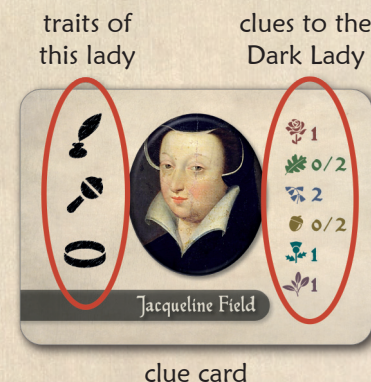 traits of
this lady
clues to the
Dark Lady
1
0/2
2
0/2
1
1
Jacqueline Field
clue card